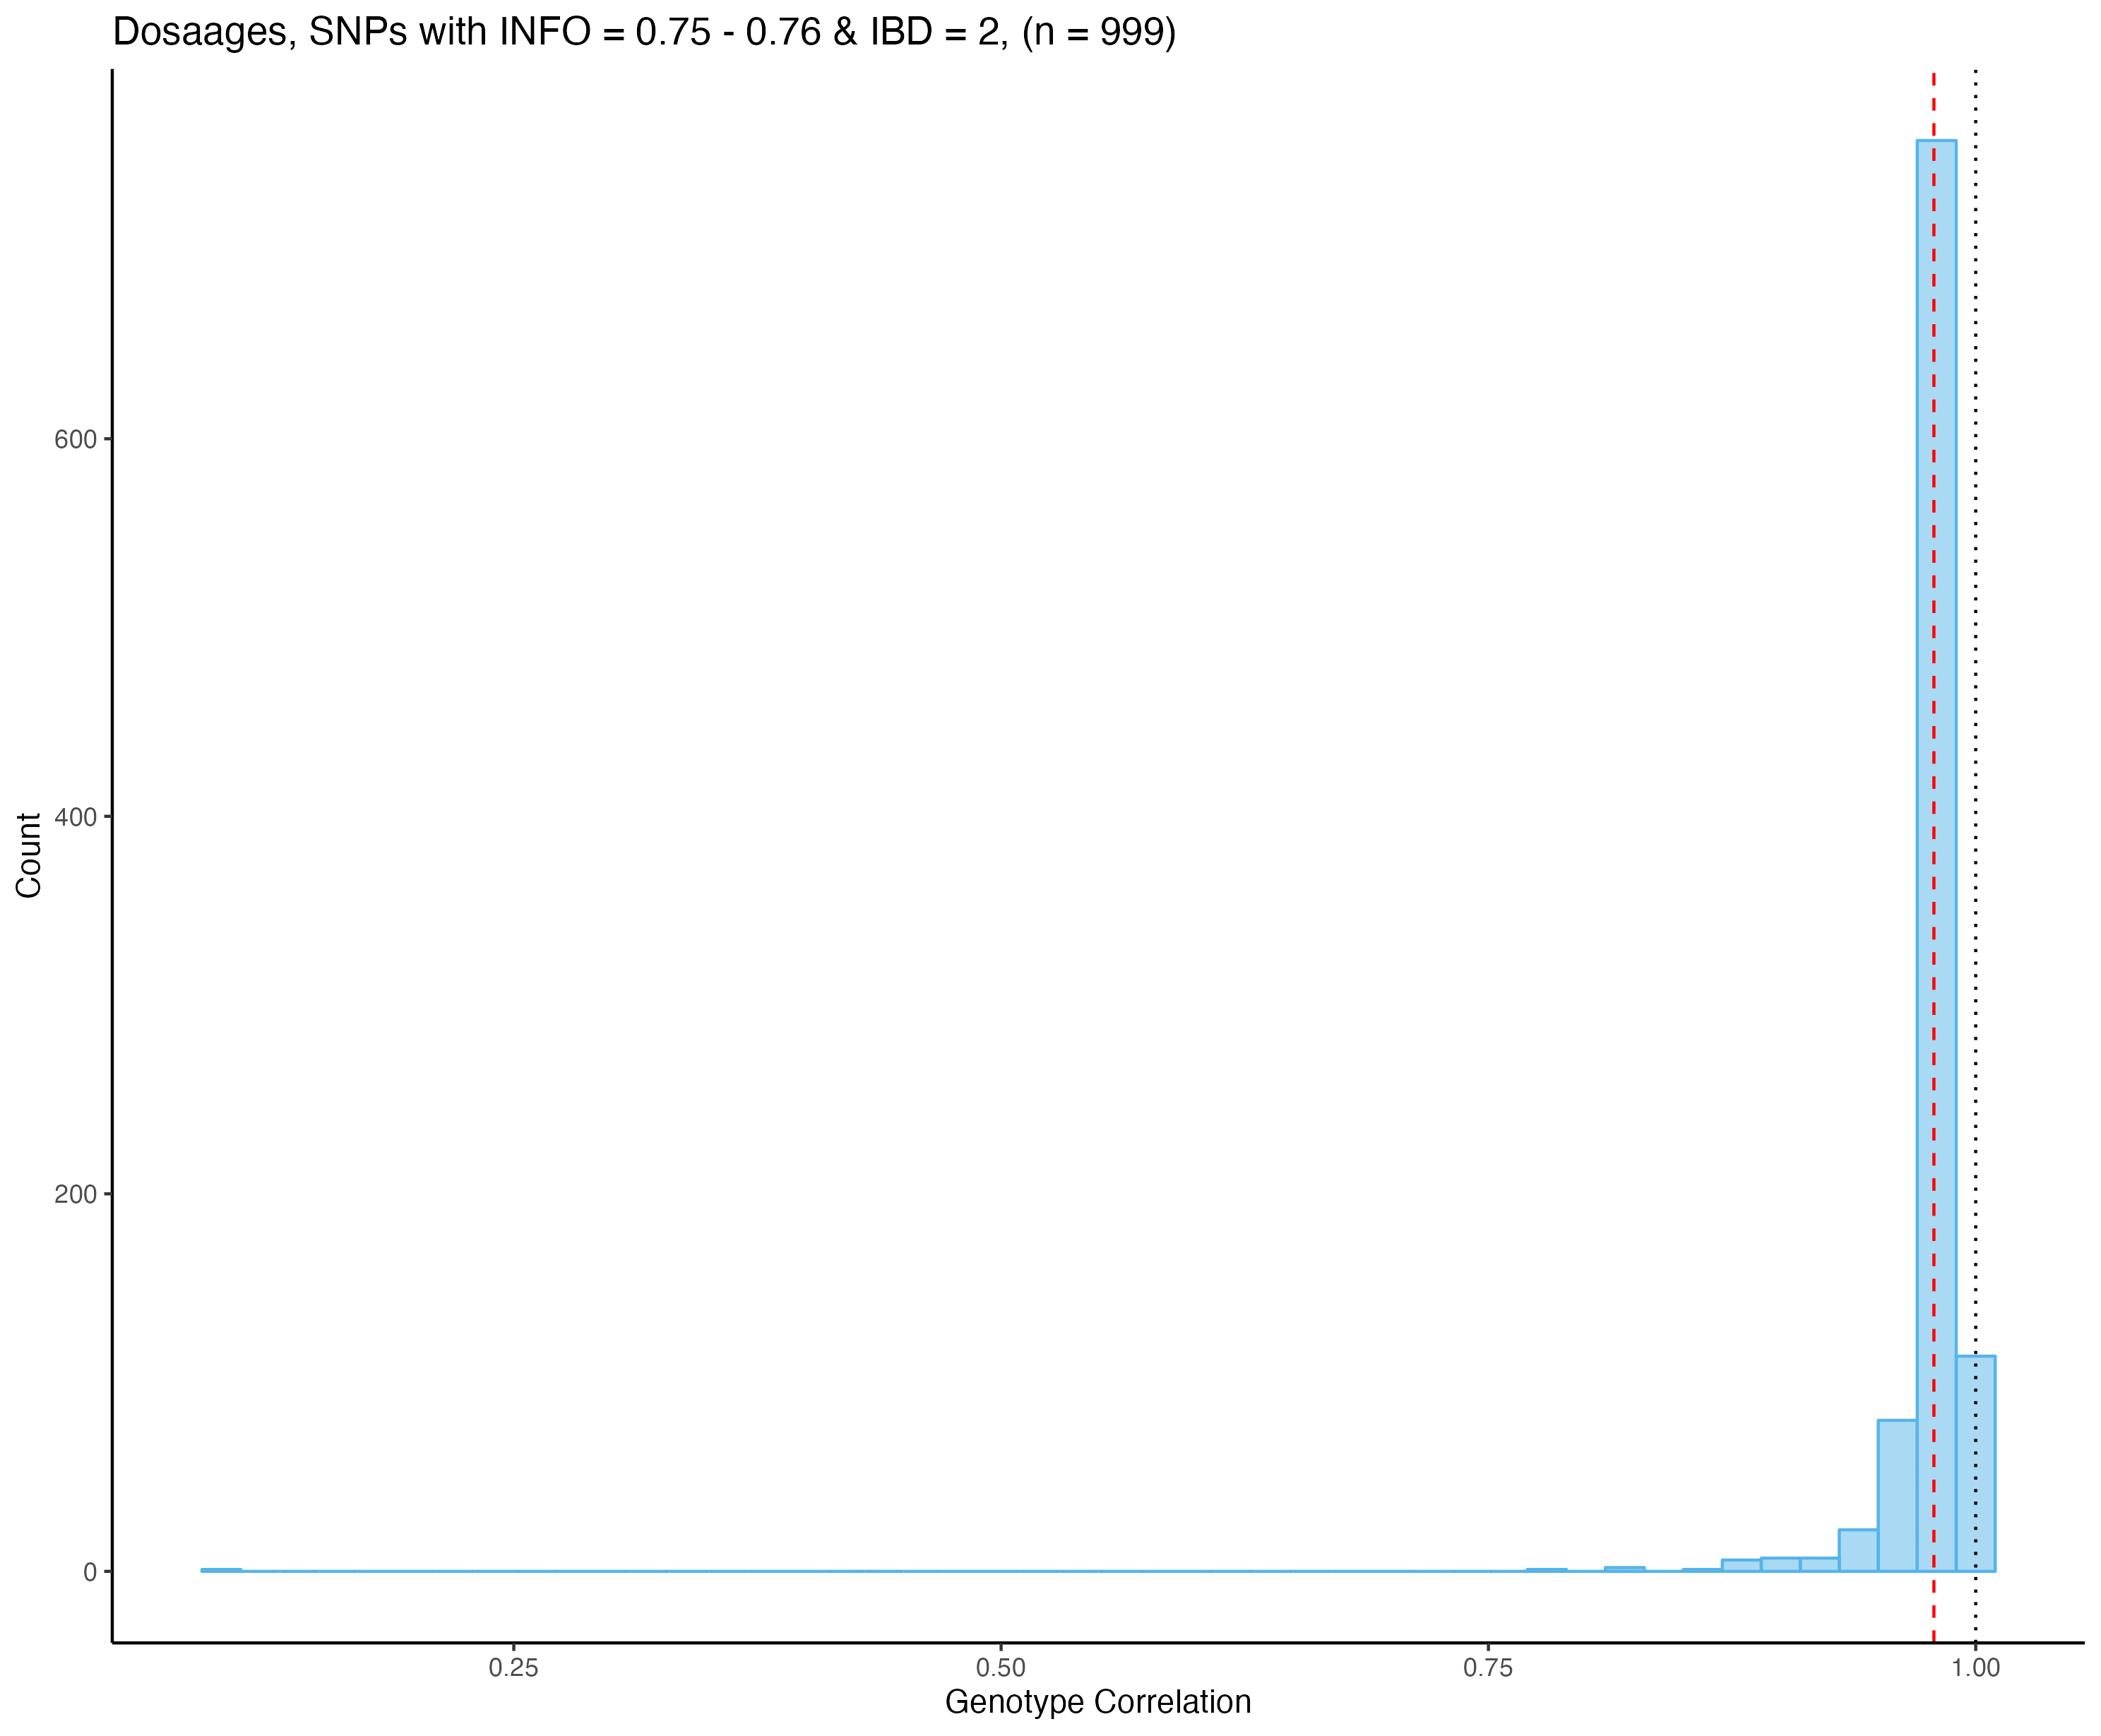 Dosaages, SNPs with INFO = 0.75 - 0.76 & IBD = 2, (n = 999)
Count
600
400
200
0
0.25 0.50 0.75 1.00
Genotype Correlation